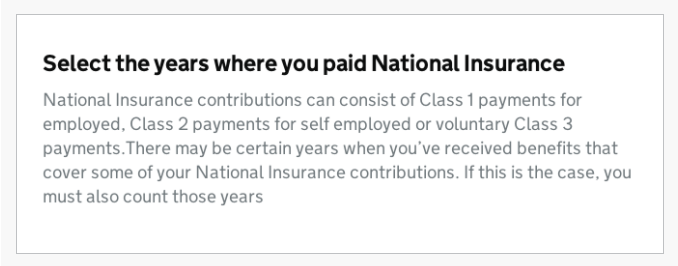 Select the years where you paid National Insurance
National Insurance contributions can consist of Class 1 payments for
employed, Class 2 payments for self employed or voluntary Class 3
payments.There may be certain years when you've received benefits that
cover some of your National Insurance contributions. If this is the case, you
must also count those years